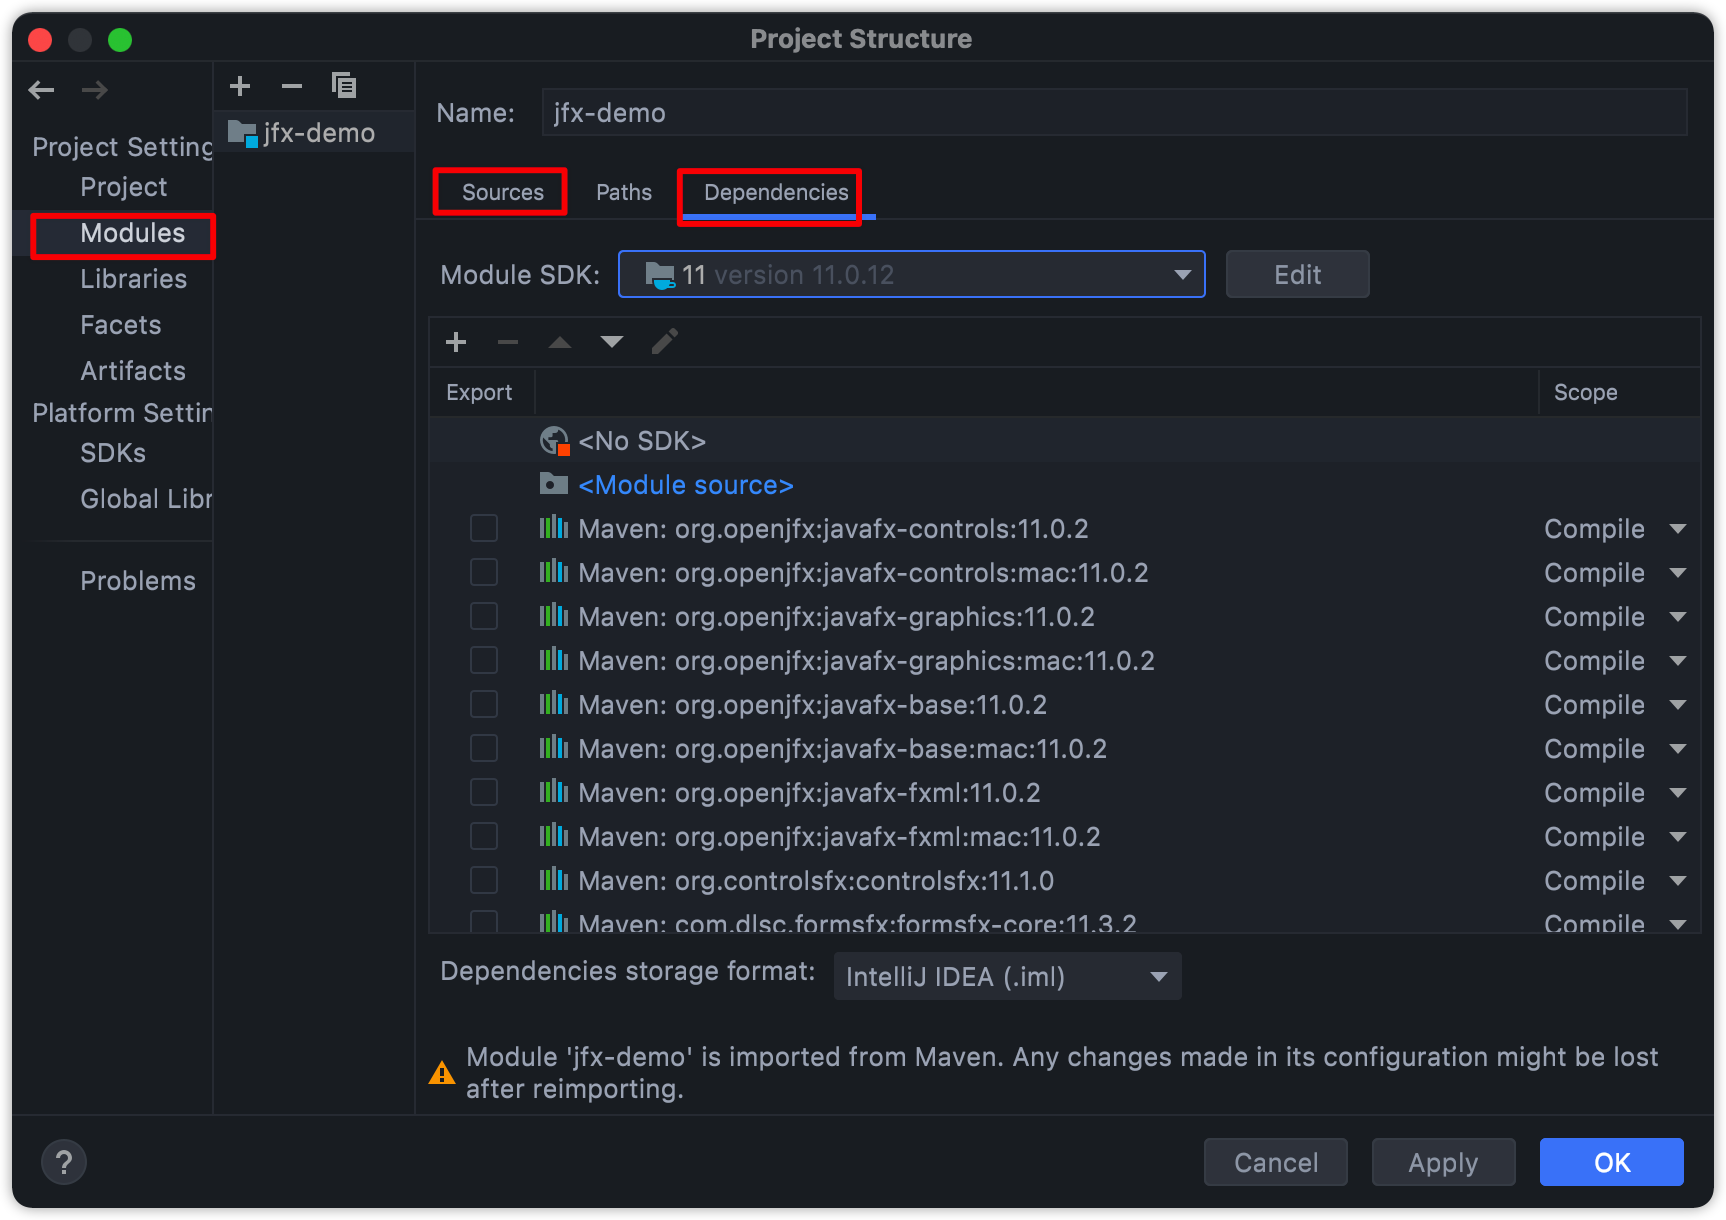 Project Structure
Project Setting
Project
Modules
Libraries
Facets
Artifacts
Platform Settin
SDKs
Global Libr
Problems
jfx-demo
Name: jfx-demo
Sources Paths Dependencies
Module SDK: 11 version 11.0.12 Edit
Export Scope
<No SDK>
<Module source>
Maven: org.openjfx:javafx-controls:11.0.2 Compile
Maven: org.openjfx:javafx-controls:mac:11.0.2 Compile
Maven: org.openjfx:javafx-graphics:11.0.2 Compile
Maven: org.openjfx:javafx-graphics:mac:11.0.2 Compile
Maven: org.openjfx:javafx-base:11.0.2 Compile
Maven: org.openjfx:javafx-base:mac:11.0.2 Compile
Maven: org.openjfx:javafx-fxml:11.0.2 Compile
Maven: org.openjfx:javafx-fxml:mac:11.0.2 Compile
Maven: org.controlsfx:controlsfx:11.1.0 Compile
Maven: com.dlsc.formsfx:formsfx-core:11.3.2 Compile
Dependencies storage format: IntelliJ IDEA (.iml)
Module 'jfx-demo' is imported from Maven. Any changes made in its configuration might be lost
after reimporting.
? Cancel Apply OK